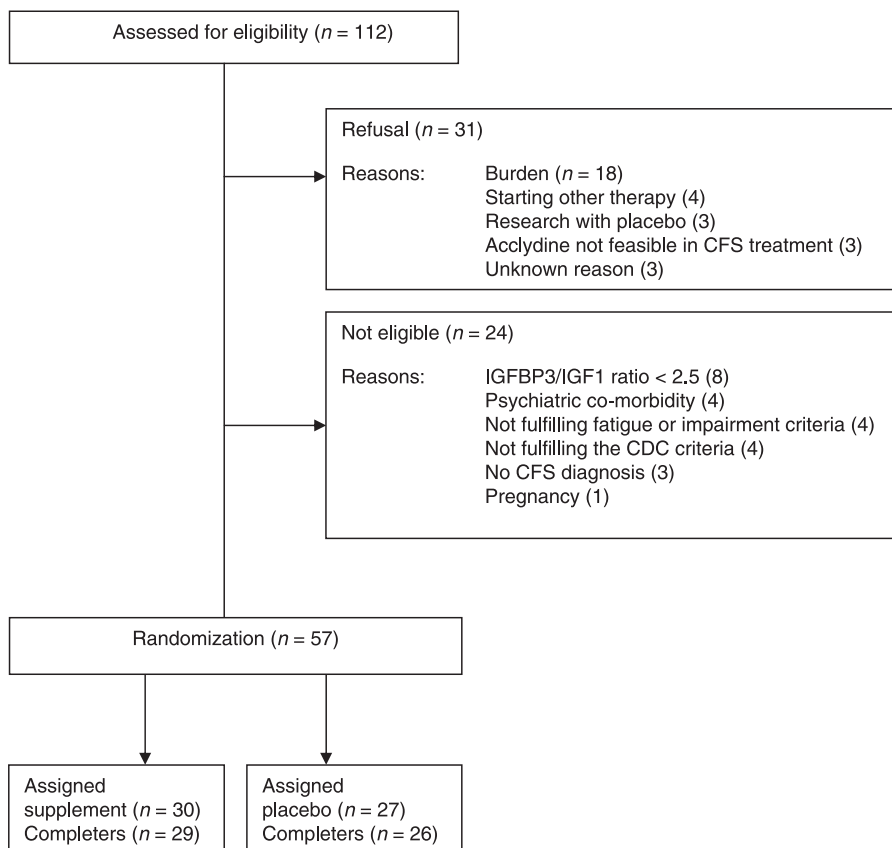 Assessed for eligibility (n = 112)
Refusal (n = 31)
Reasons: Burden (n = 18)
Starting other therapy (4)
Research with placebo (3)
Acclydine not feasible in CFS treatment (3)
Unknown reason (3)
Not eligible (n = 24)
Reasons: IGFBP3/IGF1 ratio < 2.5 (8)
Psychiatric co-morbidity (4)
Not fulfilling fatigue or impairment criteria (4)
Not fulfilling the CDC criteria (4)
No CFS diagnosis (3)
Pregnancy (1)
Randomization (n = 57)
Assigned
supplement (n = 30)
Completers (n = 29)
Assigned
placebo (n = 27)
Completers (n = 26)